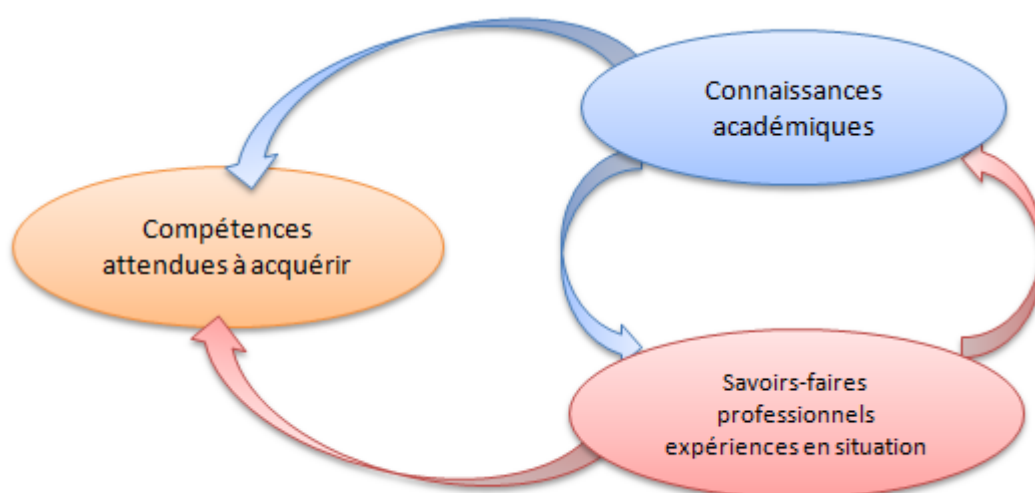 Connaissances
académiques
Compétences
attendues à acquérir
Savoirs-faires
professionnels
expériences en situation